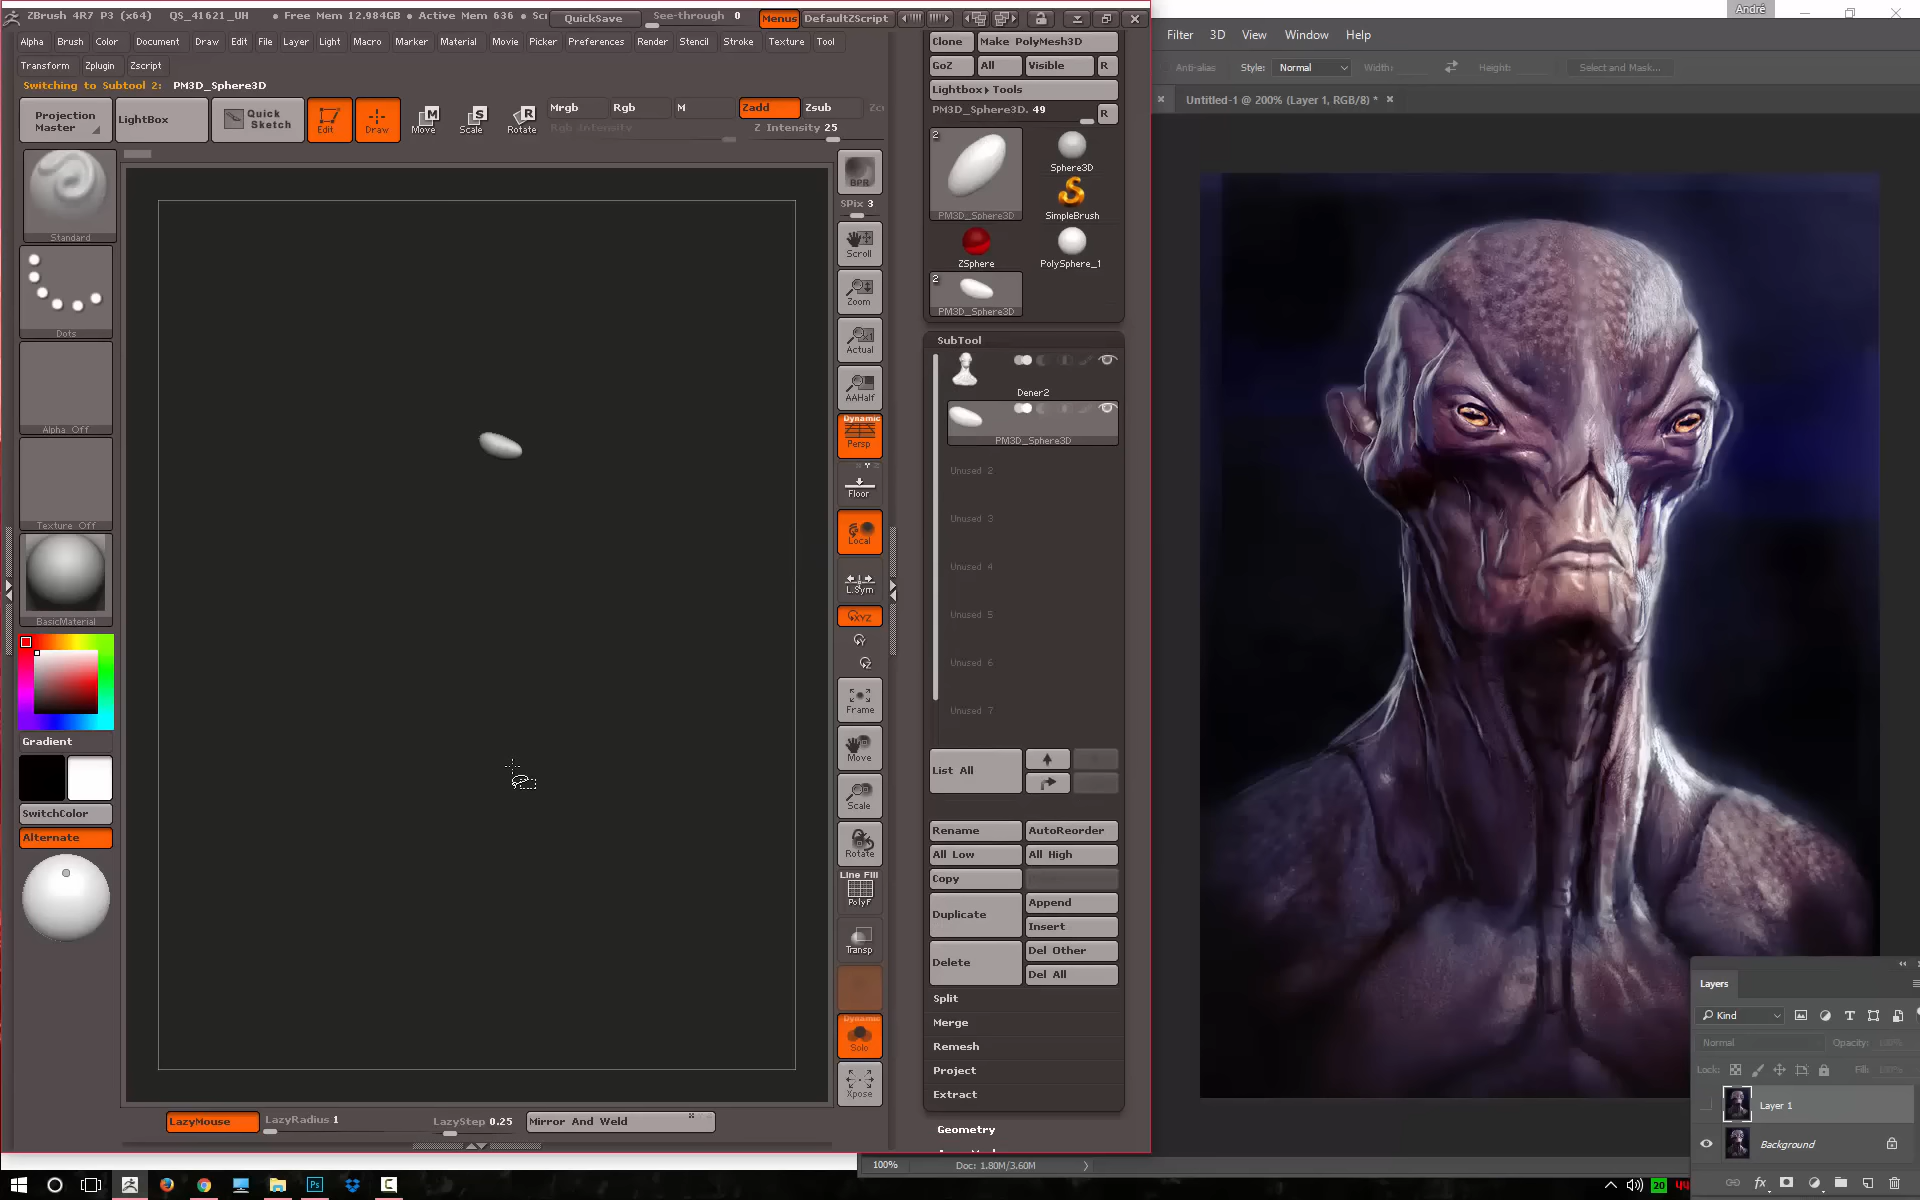 ZBrush 4R7 P3 (x64) QS_41621_UH • Free Mem 12.984GB • Active Mem 636 • QuickSave See-through 0 Menus DefaultZScript
Alpha Brush Color Document Draw Edit File Layer Light Macro Marker Material Movie Picker Preferences Render Stencil Stroke Texture Tool
Transform Zplugin Zscript
Switching to Subtool 2: PM3D_Sphere3D
Projection Master
LightBox
Quick Sketch
Edit
Draw
Move
Scale
Rotate
Mrgb Rgb M Zadd Zsub
Rgb Intensity Z Intensity 25
Standard
Dots
Alpha Off
Texture Off
BasicMaterial
Gradient
SwitchColor
Alternate
BPR
SPix 3
Scroll
Zoom
Actual
AAHalf
Dynamic
Persp
Floor
Local
L.Sym
XYZ
Frame
Move
Scale
Rotate
Line Fill
PolyF
Transp
Dynamic
Solo
Xpose
LazyMouse LazyRadius 1 LazyStep 0.25 Mirror And Weld
Clone Make PolyMesh3D
GoZ All Visible R
Lightbox▸Tools
PM3D_Sphere3D. 49 R
2
PM3D_Sphere3D
Sphere3D
SimpleBrush
ZSphere
PolySphere_1
2
PM3D_Sphere3D
SubTool
Dener2
PM3D_Sphere3D
Unused 2
Unused 3
Unused 4
Unused 5
Unused 6
Unused 7
List All
Rename AutoReorder
All Low All High
Copy
Duplicate Append
Insert
Delete Del Other
Del All
Split
Merge
Remesh
Project
Extract
Geometry
André
Filter 3D View Window Help
Anti-alias Style: Normal Width: Height: Select and Mask...
Untitled-1 @ 200% (Layer 1, RGB/8) *
Layers
Kind
Normal Opacity: 100%
Lock: Fill: 100%
Layer 1
Background
100% Doc: 1.80M/3.60M
20